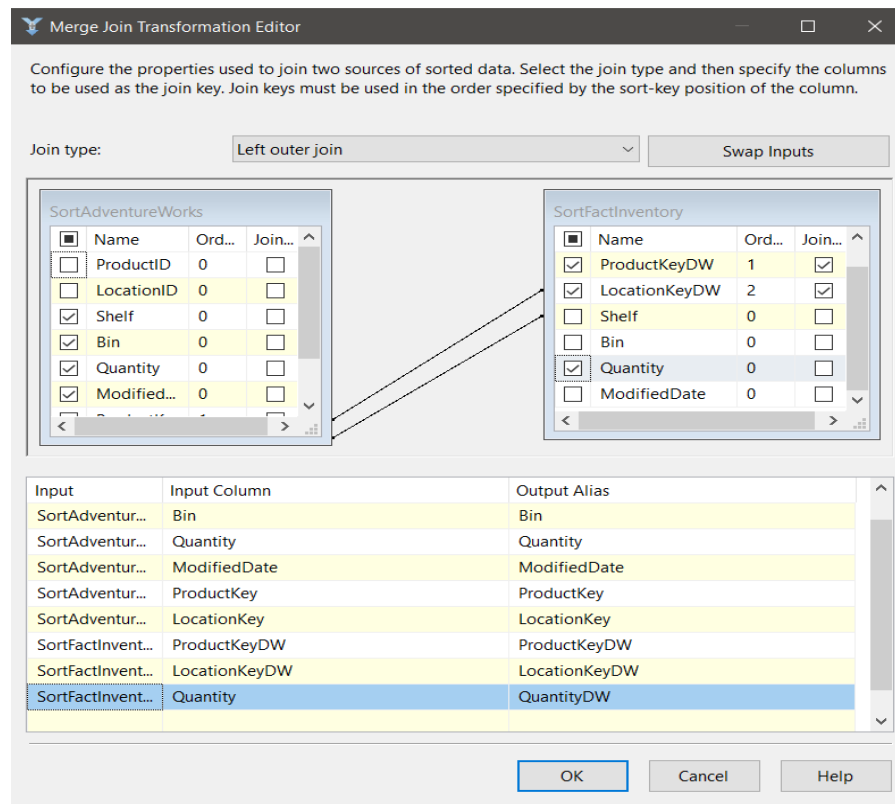 Merge Join Transformation Editor
Configure the properties used to join two sources of sorted data. Select the join type and then specify the columns
to be used as the join key. Join keys must be used in the order specified by the sort-key position of the column.
Join type:
Left outer join
Swap Inputs
SortAdventureWorks
Name Ord... Join...
ProductID 0
LocationID 0
Shelf 0
Bin 0
Quantity 0
Modified... 0
SortFactInventory
Name Ord... Join...
ProductKeyDW 1
LocationKeyDW 2
Shelf 0
Bin 0
Quantity 0
ModifiedDate 0
Input Input Column Output Alias
SortAdventur... Bin Bin
SortAdventur... Quantity Quantity
SortAdventur... ModifiedDate ModifiedDate
SortAdventur... ProductKey ProductKey
SortAdventur... LocationKey LocationKey
SortFactInvent... ProductKeyDW ProductKeyDW
SortFactInvent... LocationKeyDW LocationKeyDW
SortFactInvent... Quantity QuantityDW
OK Cancel Help